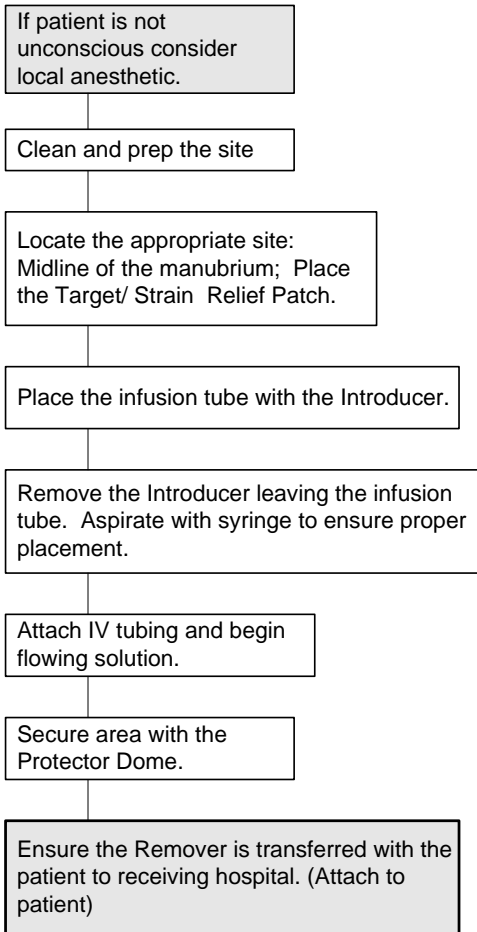 If patient is not
unconscious consider
local anesthetic.
Clean and prep the site
Locate the appropriate site:
Midline of the manubrium;  Place
the Target/ Strain  Relief Patch.
Place the infusion tube with the Introducer.
Remove the Introducer leaving the infusion
tube.  Aspirate with syringe to ensure proper
placement.
Attach IV tubing and begin
flowing solution.
Secure area with the
Protector Dome.
Ensure the Remover is transferred with the
patient to receiving hospital. (Attach to
patient)